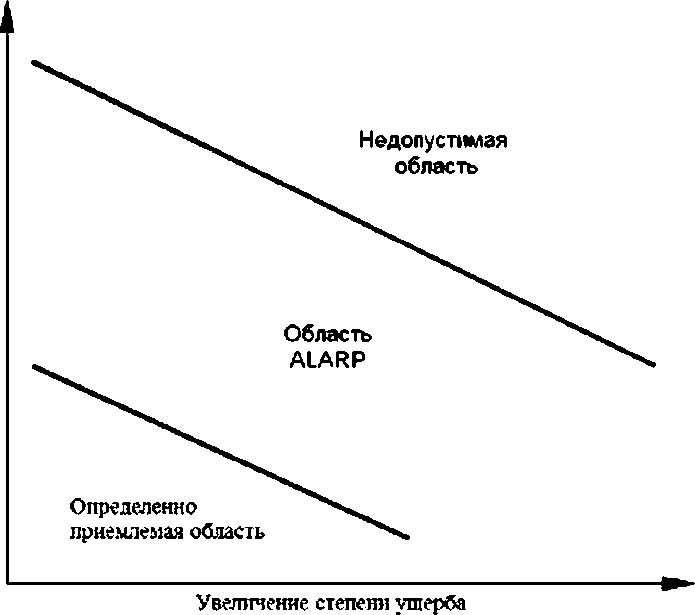 Недопустимая
область
Область
ALARP
Определенно
приемлемая область
Увеличение степени ущерба